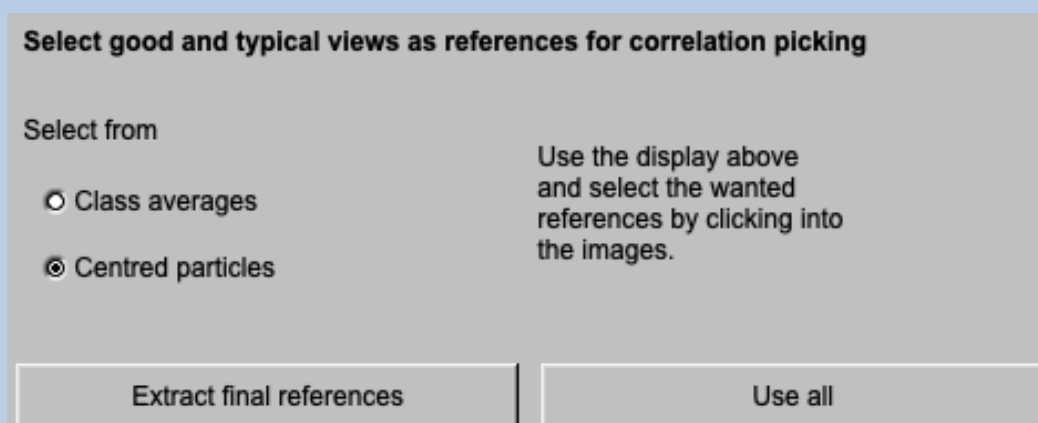 Select good and typical views as references for correlation picking
Select from
Class averages
Centred particles
Use the display above
and select the wanted
references by clicking into
the images.
Extract final references
Use all